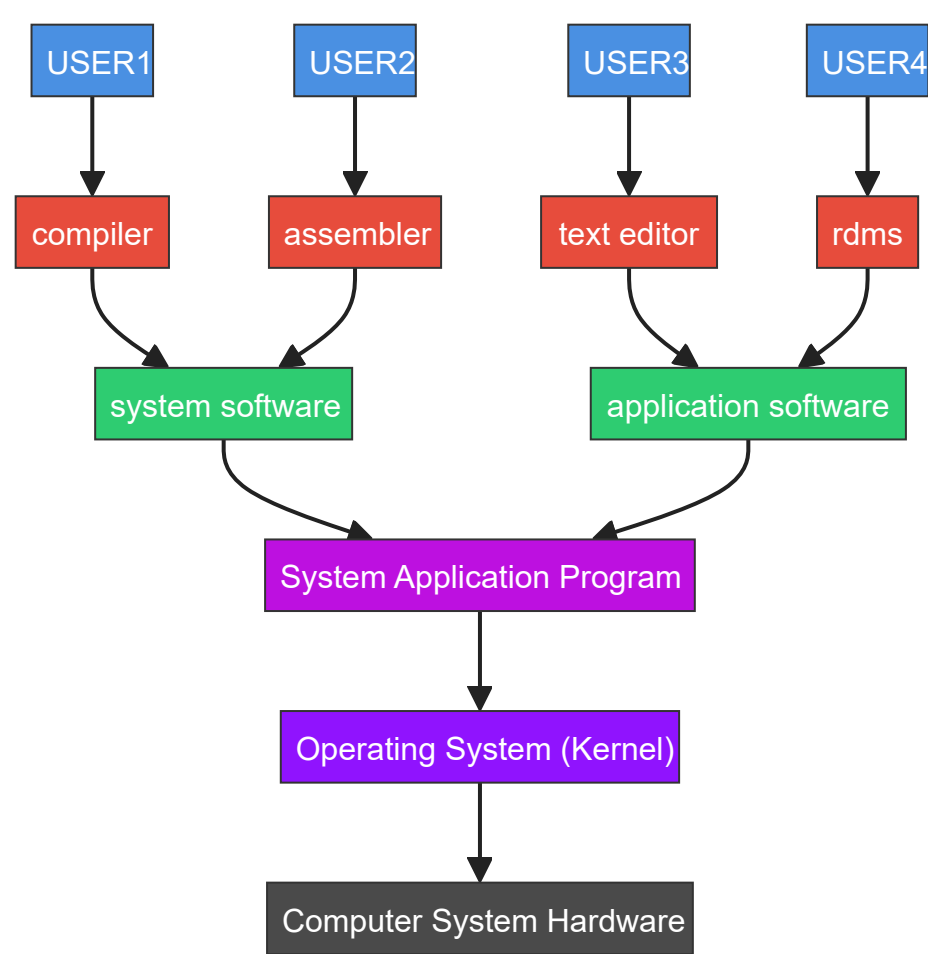 USER1
USER2
USER3
USER4
compiler
assembler
text editor
rdms
system software
application software
System Application Program
Operating System (Kernel)
Computer System Hardware